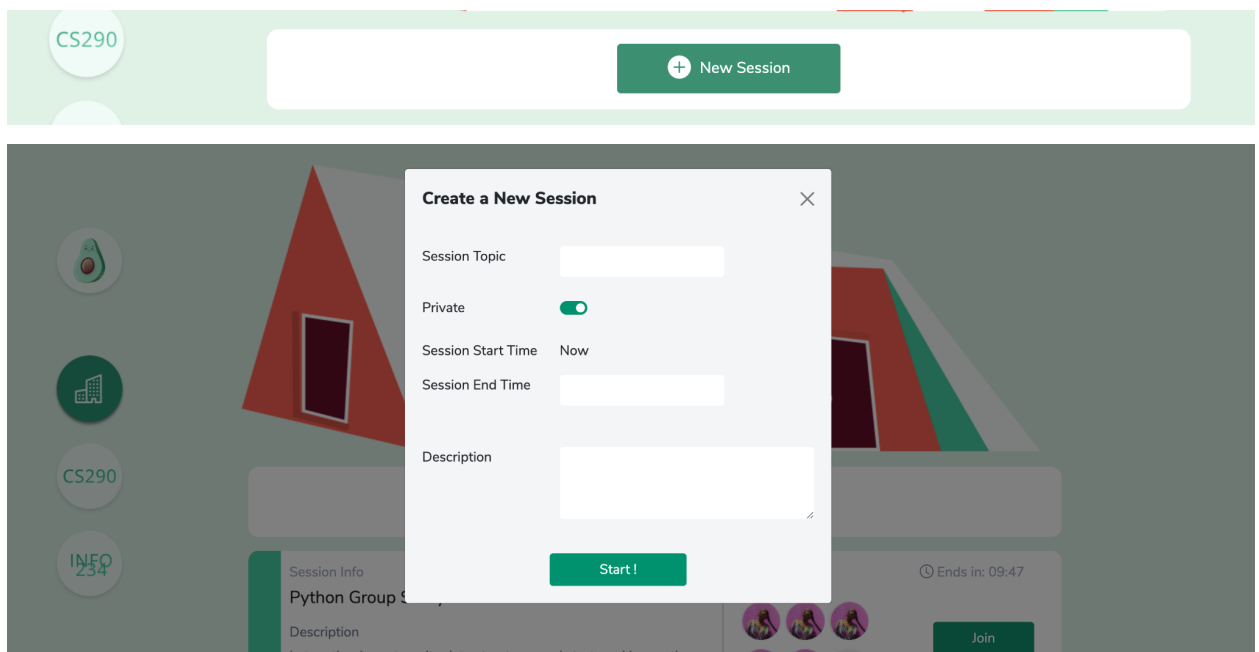 CS290
New Session
Create a New Session
Session Topic
Private
Session Start Time Now
Session End Time
Description
Start !
CS290
INFO
234
Session Info
Ends in: 09:47
Python Group
Description
Join